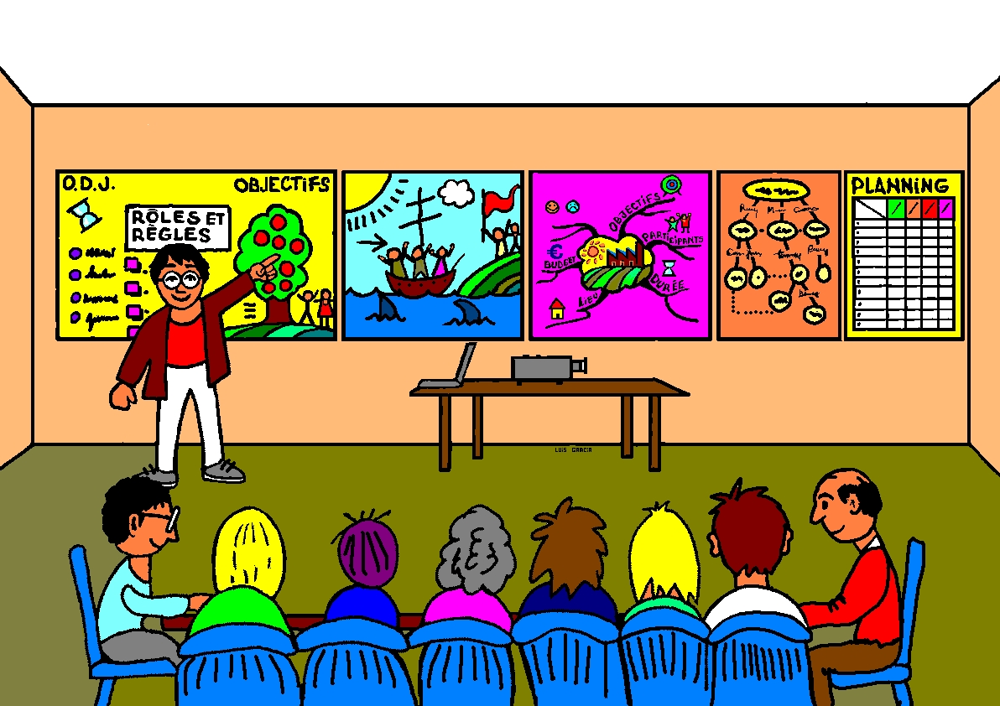 O.D.J.
OBJECTiFS
RÔLES ET
RÈGLES
OBJECTIFS
PARTICIPANTS
€
BUDGET
DURÉE
LIEU
PLANNiNG
LUIS GARCIA